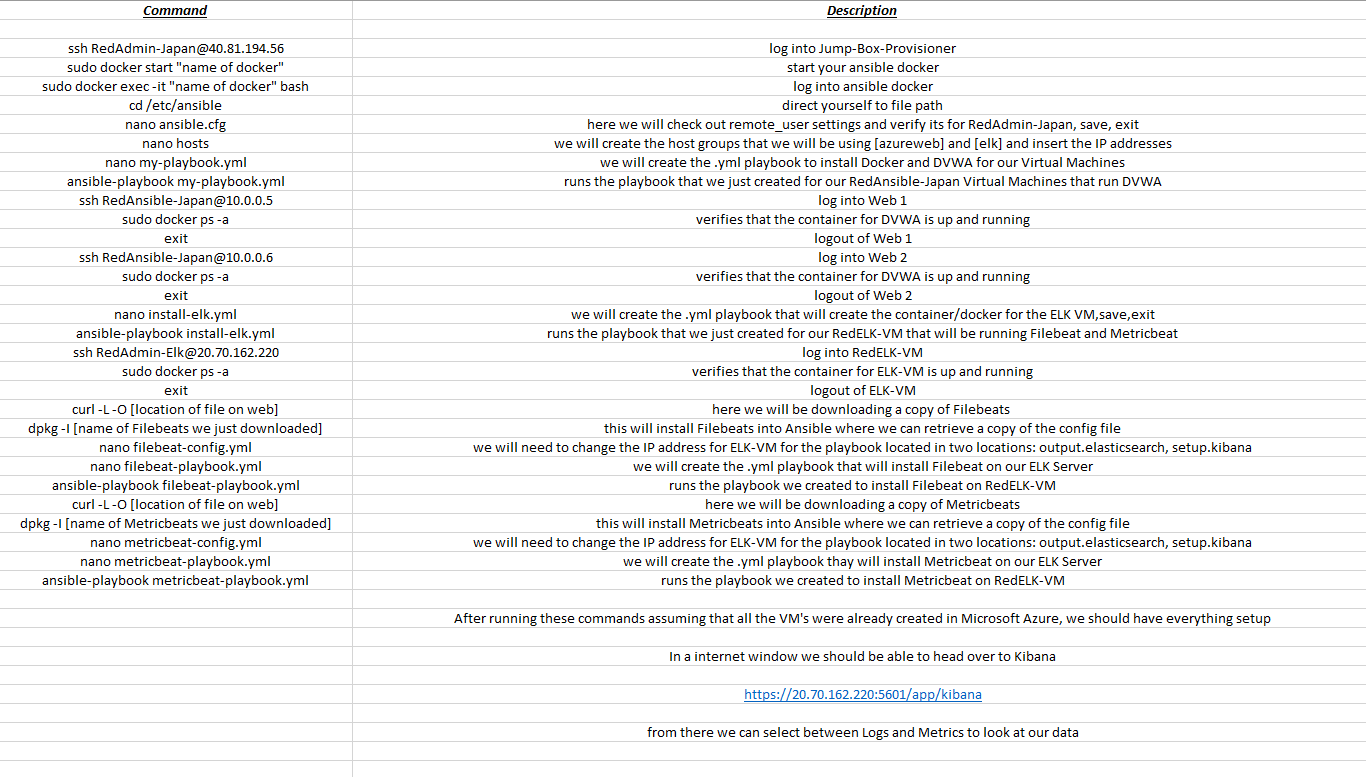 Command Description
ssh RedAdmin-Japan@40.81.194.56 log into Jump-Box-Provisioner
sudo docker start "name of docker" start your ansible docker
sudo docker exec -it "name of docker" bash log into ansible docker
cd /etc/ansible direct yourself to file path
nano ansible.cfg here we will check out remote_user settings and verify its for RedAdmin-Japan, save, exit
nano hosts we will create the host groups that we will be using [azureweb] and [elk] and insert the IP addresses
nano my-playbook.yml we will create the .yml playbook to install Docker and DVWA for our Virtual Machines
ansible-playbook my-playbook.yml runs the playbook that we just created for our RedAnsible-Japan Virtual Machines that run DVWA
ssh RedAnsible-Japan@10.0.0.5 log into Web 1
sudo docker ps -a verifies that the container for DVWA is up and running
exit logout of Web 1
ssh RedAnsible-Japan@10.0.0.6 log into Web 2
sudo docker ps -a verifies that the container for DVWA is up and running
exit logout of Web 2
nano install-elk.yml we will create the .yml playbook that will create the container/docker for the ELK VM,save,exit
ansible-playbook install-elk.yml runs the playbook that we just created for our RedELK-VM that will be running Filebeat and Metricbeat
ssh RedAdmin-Elk@20.70.162.220 log into RedELK-VM
sudo docker ps -a verifies that the container for ELK-VM is up and running
exit logout of ELK-VM
curl -L -O [location of file on web] here we will be downloading a copy of Filebeats
dpkg -I [name of Filebeats we just downloaded] this will install Filebeats into Ansible where we can retrieve a copy of the config file
nano filebeat-config.yml we will need to change the IP address for ELK-VM for the playbook located in two locations: output.elasticsearch, setup.kibana
nano filebeat-playbook.yml we will create the .yml playbook that will install Filebeat on our ELK Server
ansible-playbook filebeat-playbook.yml runs the playbook we created to install Filebeat on RedELK-VM
curl -L -O [location of file on web] here we will be downloading a copy of Metricbeats
dpkg -I [name of Metricbeats we just downloaded] this will install Metricbeats into Ansible where we can retrieve a copy of the config file
nano metricbeat-config.yml we will need to change the IP address for ELK-VM for the playbook located in two locations: output.elasticsearch, setup.kibana
nano metricbeat-playbook.yml we will create the .yml playbook thay will install Metricbeat on our ELK Server
ansible-playbook metricbeat-playbook.yml runs the playbook we created to install Metricbeat on RedELK-VM
After running these commands assuming that all the VM's were already created in Microsoft Azure, we should have everything setup
In a internet window we should be able to head over to Kibana
https://20.70.162.220:5601/app/kibana
from there we can select between Logs and Metrics to look at our data